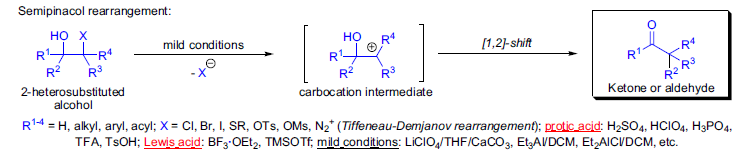 Semipinacol rearrangement:
HO X
R1 R4
R2 R3
2-heterosubstituted
alcohol
mild conditions
- X⊖
HO R4
R1 ⊕
R2 R3
carbocation intermediate
[1,2]-shift
O
R1 R4
R3
R2
Ketone or aldehyde
R1-4 = H, alkyl, aryl, acyl; X = Cl, Br, I, SR, OTs, OMs, N2+ (Tiffeneau-Demjanov rearrangement); protic acid: H2SO4, HClO4, H3PO4,
TFA, TsOH; Lewis acid: BF3·OEt2, TMSOTf; mild conditions: LiClO4/THF/CaCO3, Et3Al/DCM, Et2AlCl/DCM, etc.